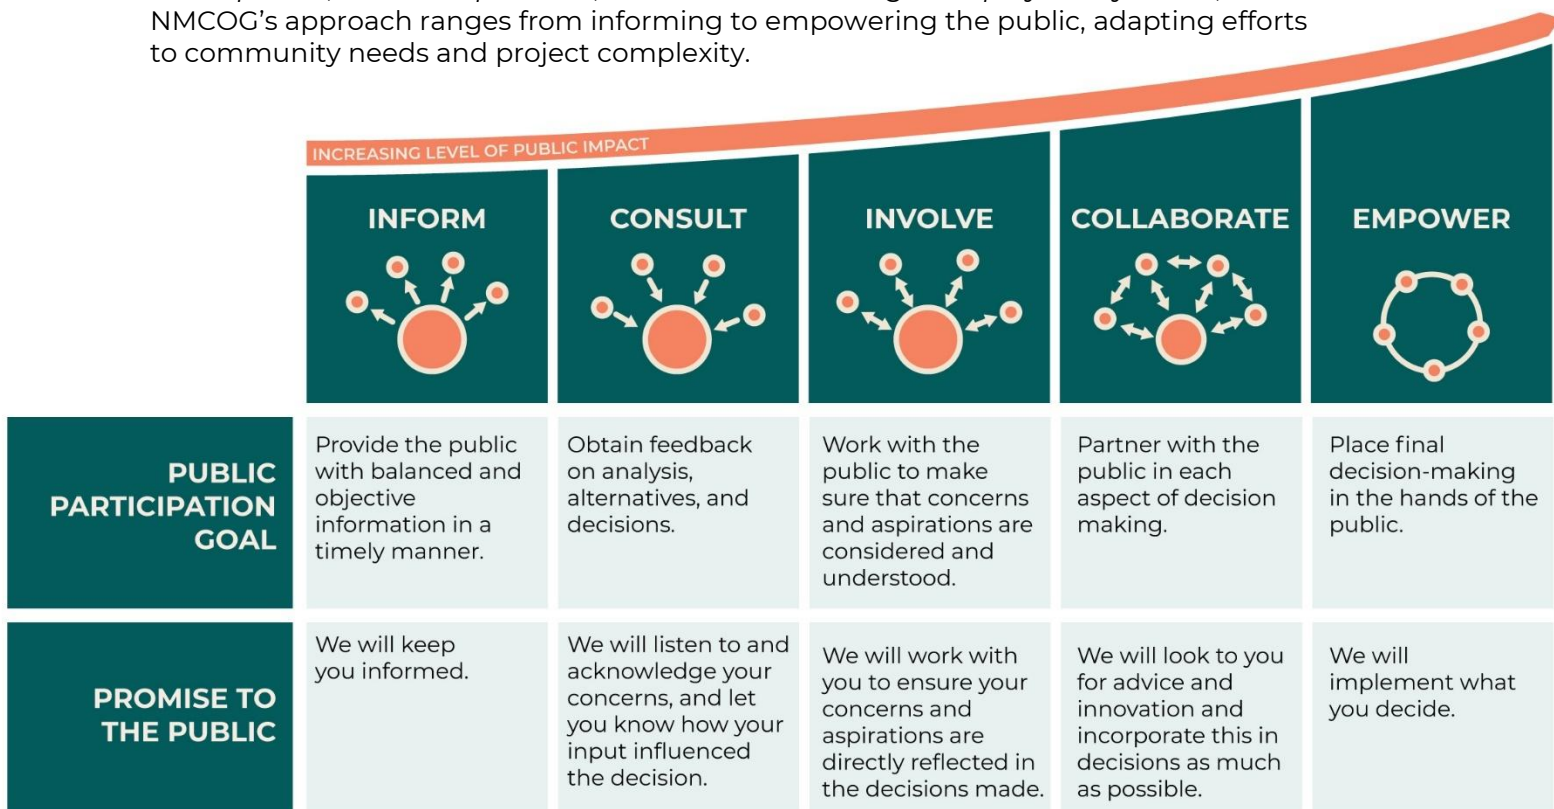 NMCOG’s approach ranges from informing to empowering the public, adapting efforts
to community needs and project complexity.
INCREASING LEVEL OF PUBLIC IMPACT
INFORM
CONSULT
INVOLVE
COLLABORATE
EMPOWER
PUBLIC
PARTICIPATION
GOAL
Provide the public
with balanced and
objective
information in a
timely manner.
Obtain feedback
on analysis,
alternatives, and
decisions.
Work with the
public to make
sure that concerns
and aspirations are
considered and
understood.
Partner with the
public in each
aspect of decision
making.
Place final
decision-making
in the hands of the
public.
PROMISE TO
THE PUBLIC
We will keep
you informed.
We will listen to and
acknowledge your
concerns, and let
you know how your
input influenced
the decision.
We will work with
you to ensure your
concerns and
aspirations are
directly reflected in
the decisions made.
We will look to you
for advice and
innovation and
incorporate this in
decisions as much
as possible.
We will
implement what
you decide.